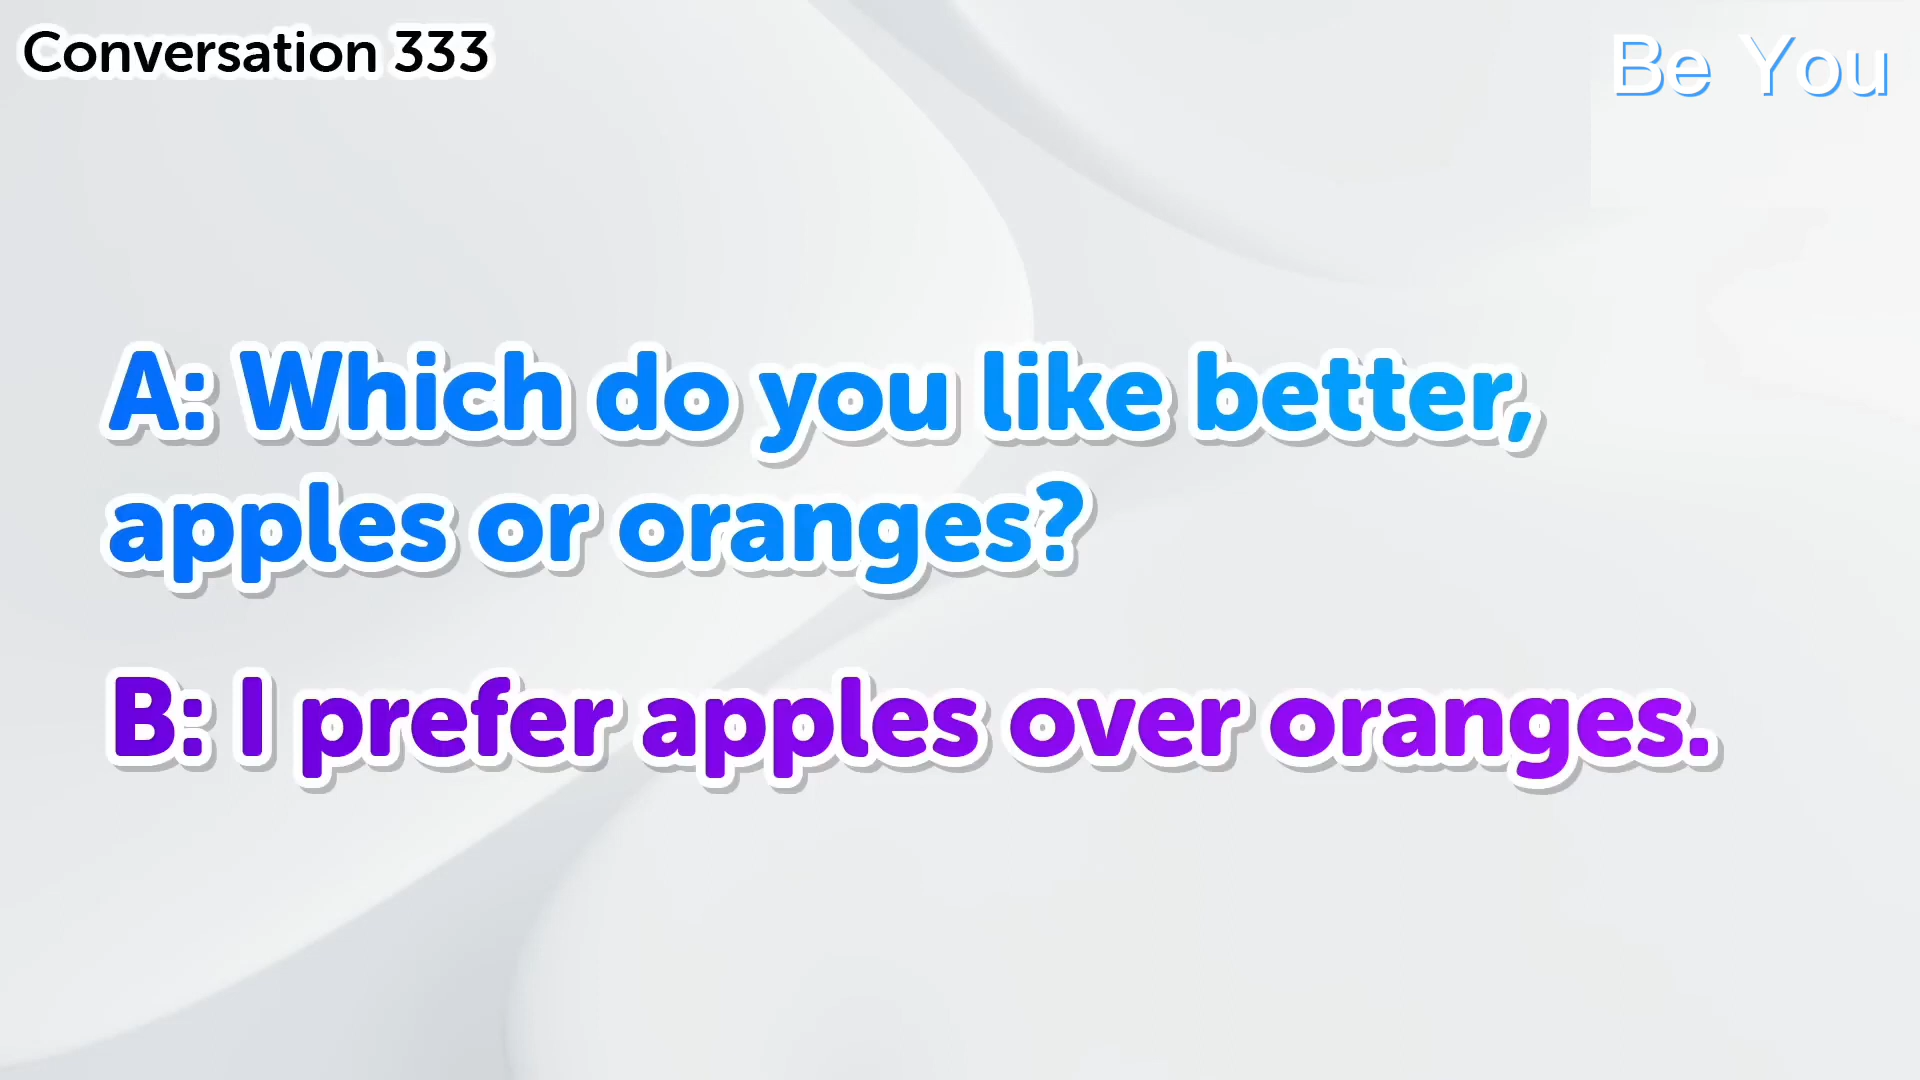 Conversation 333
Be You
A: Which do you like better,
apples or oranges?
B: I prefer apples over oranges.